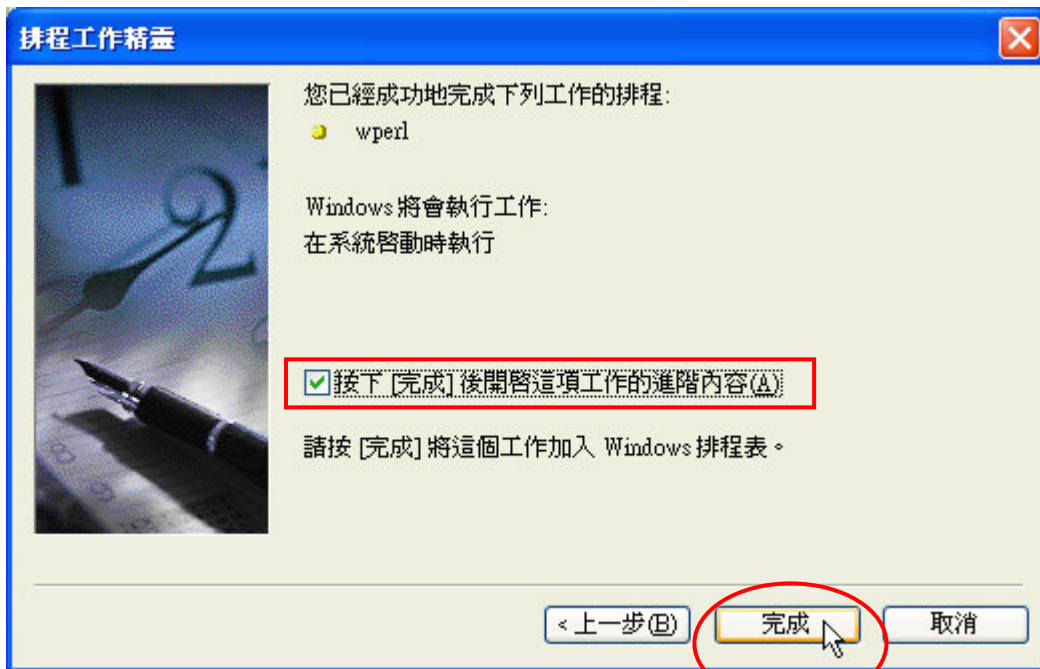 排程工作精靈
您已經成功地完成下列工作的排程:
wperl
Windows 將會執行工作:
在系統啓動時執行
按下 [完成] 後開啓這項工作的進階內容(A)
請按 [完成] 將這個工作加入 Windows 排程表。
<上一步(B) 完成 取消